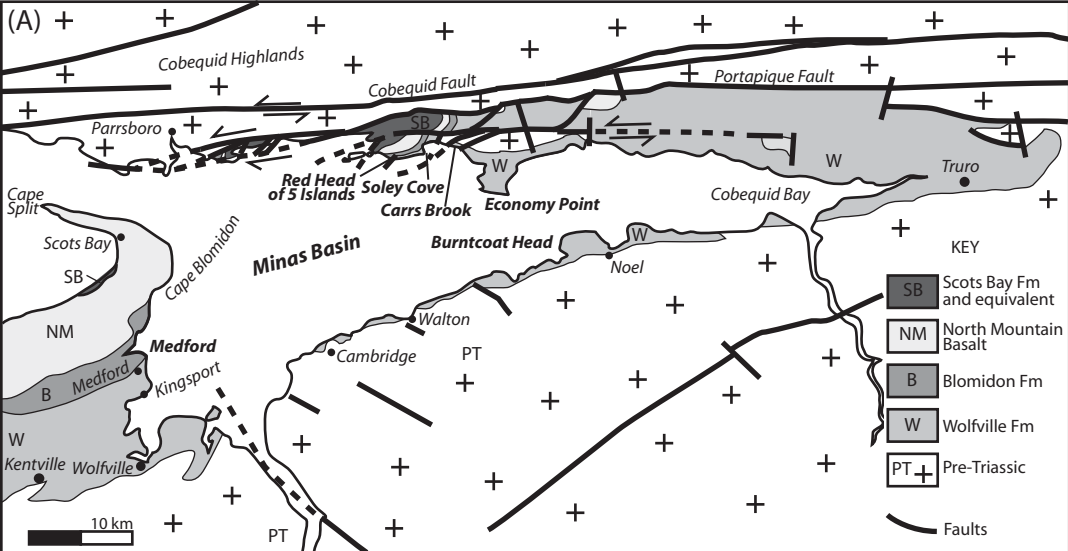 (A)
Cobequid Highlands
Cobequid Fault
Portapique Fault
Parrsboro
SB
W
W
Truro
Red Head
of 5 Islands
Soley Cove
Carrs Brook
Economy Point
Cobequid Bay
Cape
Split
Scots Bay
Cape Blomidon
Minas Basin
Burntcoat Head
W
Noel
SB
NM
Medford
Walton
PT
Cambridge
B
Medford
Kingsport
W
Kentville
Wolfville
PT
10 km
KEY
SB
Scots Bay Fm
and equivalent
NM
North Mountain
Basalt
B
Blomidon Fm
W
Wolfville Fm
PT
Pre-Triassic
Faults